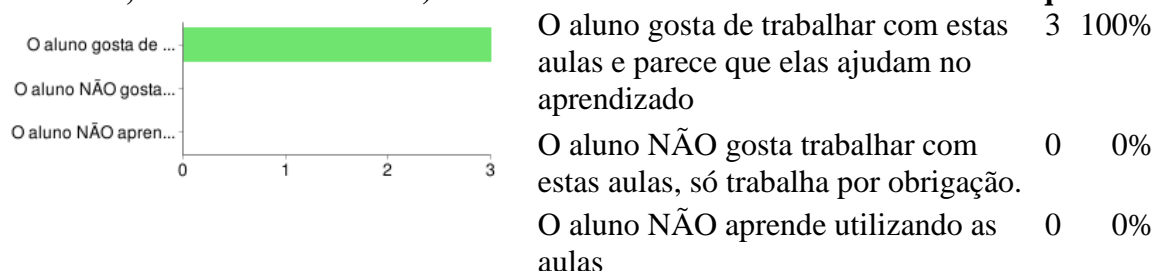 O aluno gosta de ...
O aluno NÃO gosta...
O aluno NÃO apren...
0 1 2 3
O aluno gosta de trabalhar com estas 3 100%
aulas e parece que elas ajudam no
aprendizado
O aluno NÃO gosta trabalhar com 0 0%
estas aulas, só trabalha por obrigação.
O aluno NÃO aprende utilizando as 0 0%
aulas